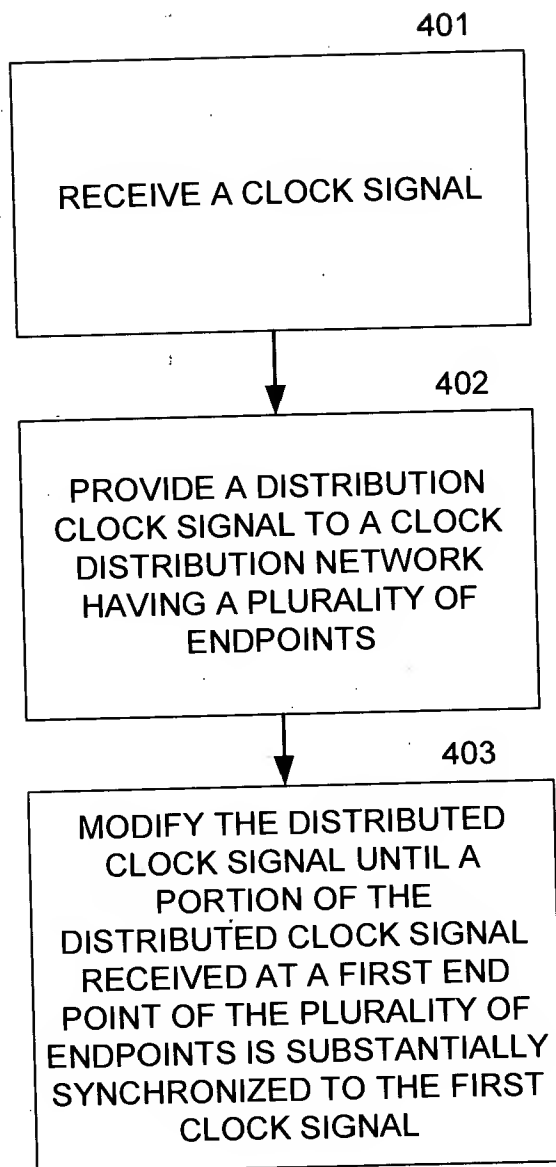 401
RECEIVE A CLOCK SIGNAL
402
PROVIDE A DISTRIBUTION
CLOCK SIGNAL TO A CLOCK
DISTRIBUTION NETWORK
HAVING A PLURALITY OF
ENDPOINTS
403
MODIFY THE DISTRIBUTED
CLOCK SIGNAL UNTIL A
PORTION OF THE
DISTRIBUTED CLOCK SIGNAL
RECEIVED AT A FIRST END
POINT OF THE PLURALITY OF
ENDPOINTS IS SUBSTANTIALLY
SYNCHRONIZED TO THE FIRST
CLOCK SIGNAL